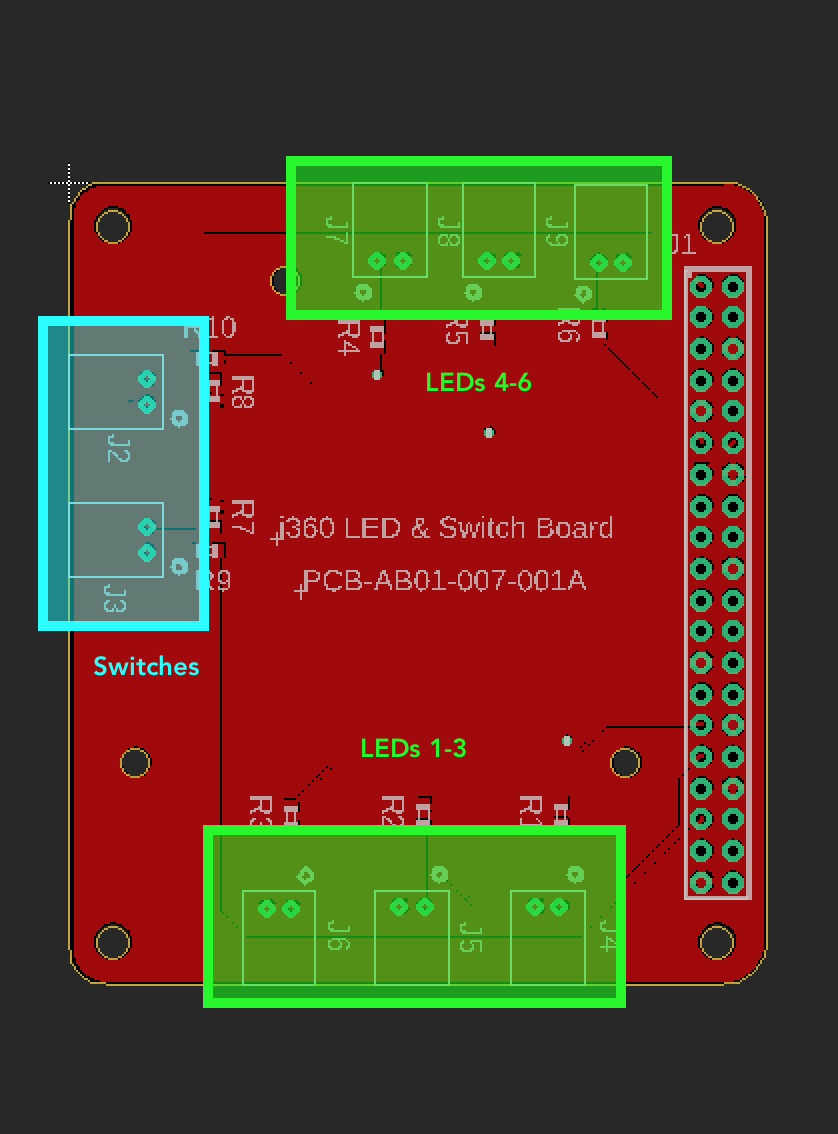 J7
J8
J9
J1
R10
R4
R5
R6
LEDs 4-6
R8
J2
R7
j360 LED & Switch Board
R9
PCB-AB01-007-001A
J3
Switches
LEDs 1-3
R3
R2
R1
J6
J5
J4